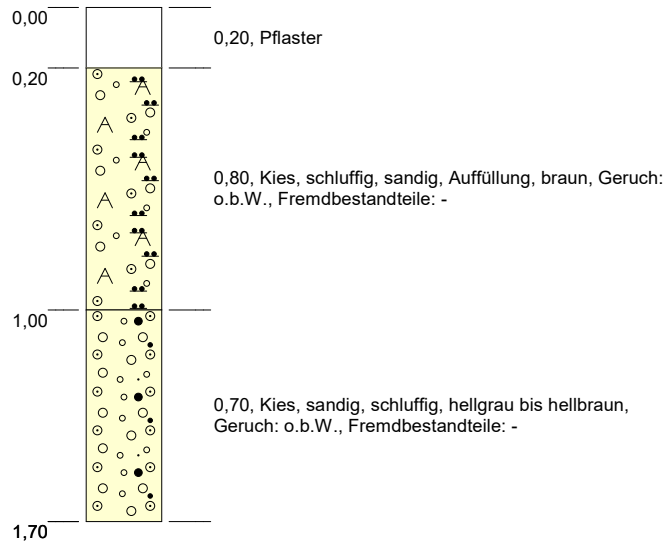 0,00
0,20, Pflaster
0,20
0,80, Kies, schluffig, sandig, Auffüllung, braun, Geruch:
o.b.W., Fremdbestandteile: -
1,00
0,70, Kies, sandig, schluffig, hellgrau bis hellbraun,
Geruch: o.b.W., Fremdbestandteile: -
1,70